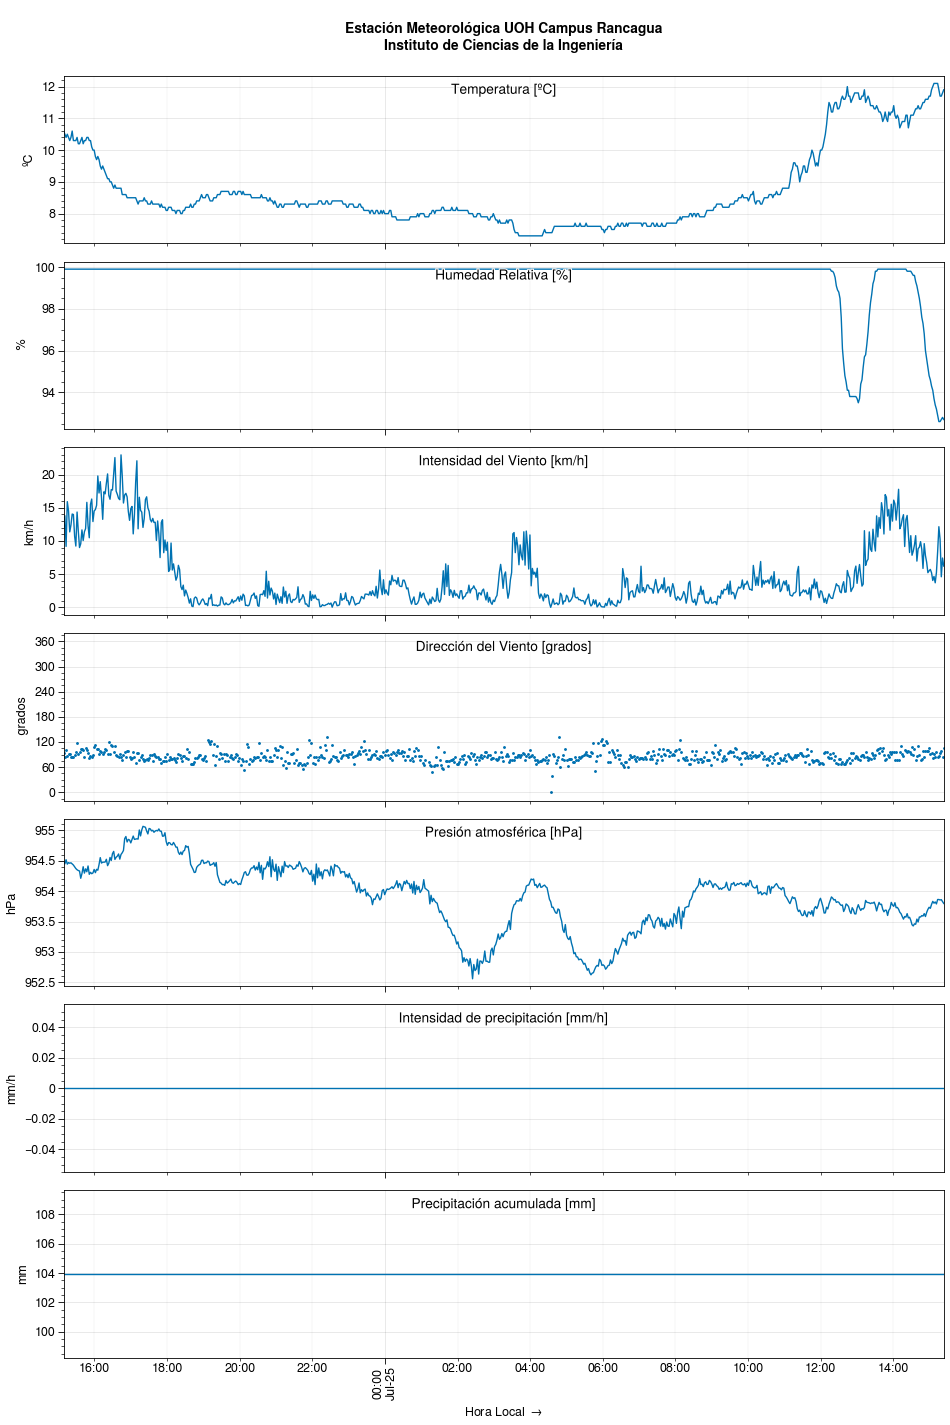 Estación Meteorológica UOH Campus Rancagua
Instituto de Ciencias de la Ingeniería
Temperatura [ºC]
ºC
12
11
10
9
8
Humedad Relativa [%]
%
100
98
96
94
Intensidad del Viento [km/h]
km/h
20
15
10
5
0
Dirección del Viento [grados]
grados
360
300
240
180
120
60
0
Presión atmosférica [hPa]
hPa
955
954.5
954
953.5
953
952.5
Intensidad de precipitación [mm/h]
mm/h
0.04
0.02
0
−0.02
−0.04
Precipitación acumulada [mm]
mm
108
106
104
102
100
16:00 18:00 20:00 22:00 00:00 02:00 04:00 06:00 08:00 10:00 12:00 14:00
Jul-25
Hora Local →